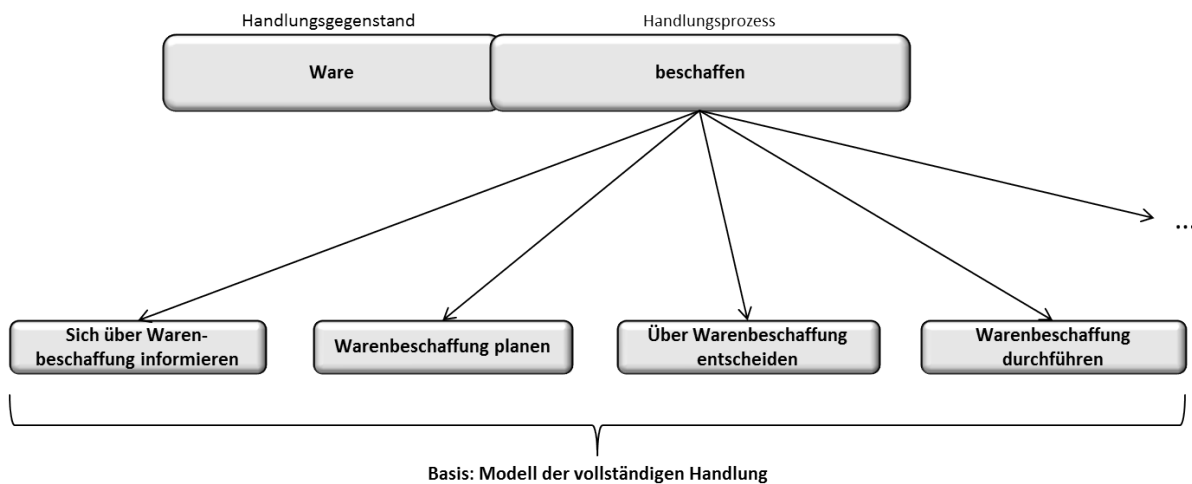 Handlungsgegenstand
Handlungsprozess
Ware
beschaffen
...
Sich über Waren-
beschaffung informieren
Warenbeschaffung planen
Über Warenbeschaffung
entscheiden
Warenbeschaffung
durchführen
Basis: Modell der vollständigen Handlung